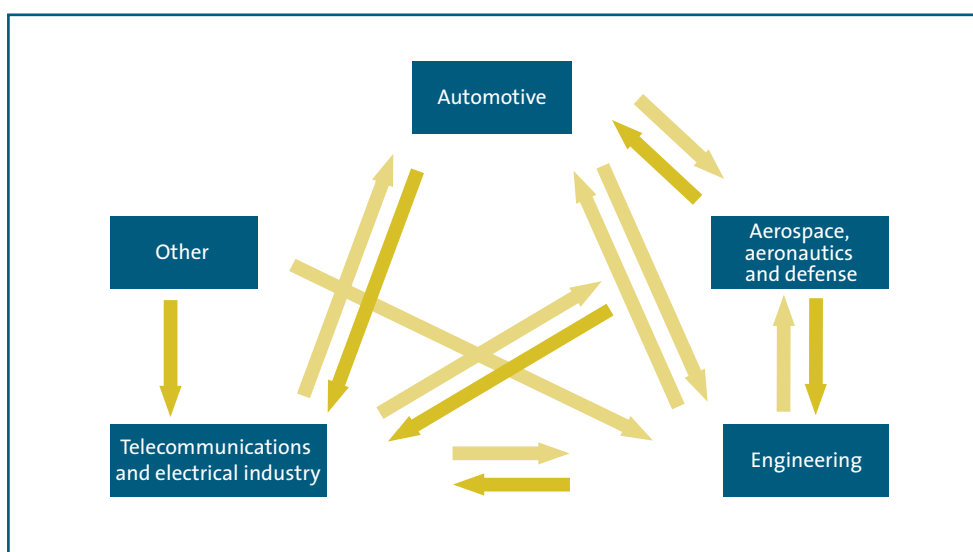 Automotive
Other
Aerospace,
aeronautics
and defense
Telecommunications
and electrical industry
Engineering